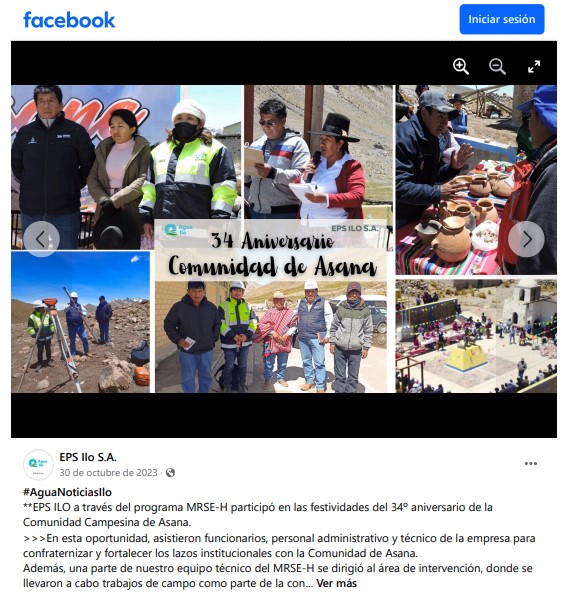 facebook
Iniciar sesión
Agua
Ilo
EPS ILO S.A.
34 Aniversario
Comunidad de Asana
EPS Ilo S.A.
30 de octubre de 2023 ·
#AguaNoticiasIlo
**EPS ILO a través del programa MRSE-H participó en las festividades del 34º aniversario de la
Comunidad Campesina de Asana.
>>>En esta oportunidad, asistieron funcionarios, personal administrativo y técnico de la empresa para
confraternizar y fortalecer los lazos institucionales con la Comunidad de Asana.
Además, una parte de nuestro equipo técnico del MRSE-H se dirigió al área de intervención, donde se
llevaron a cabo trabajos de campo como parte de la con... Ver más